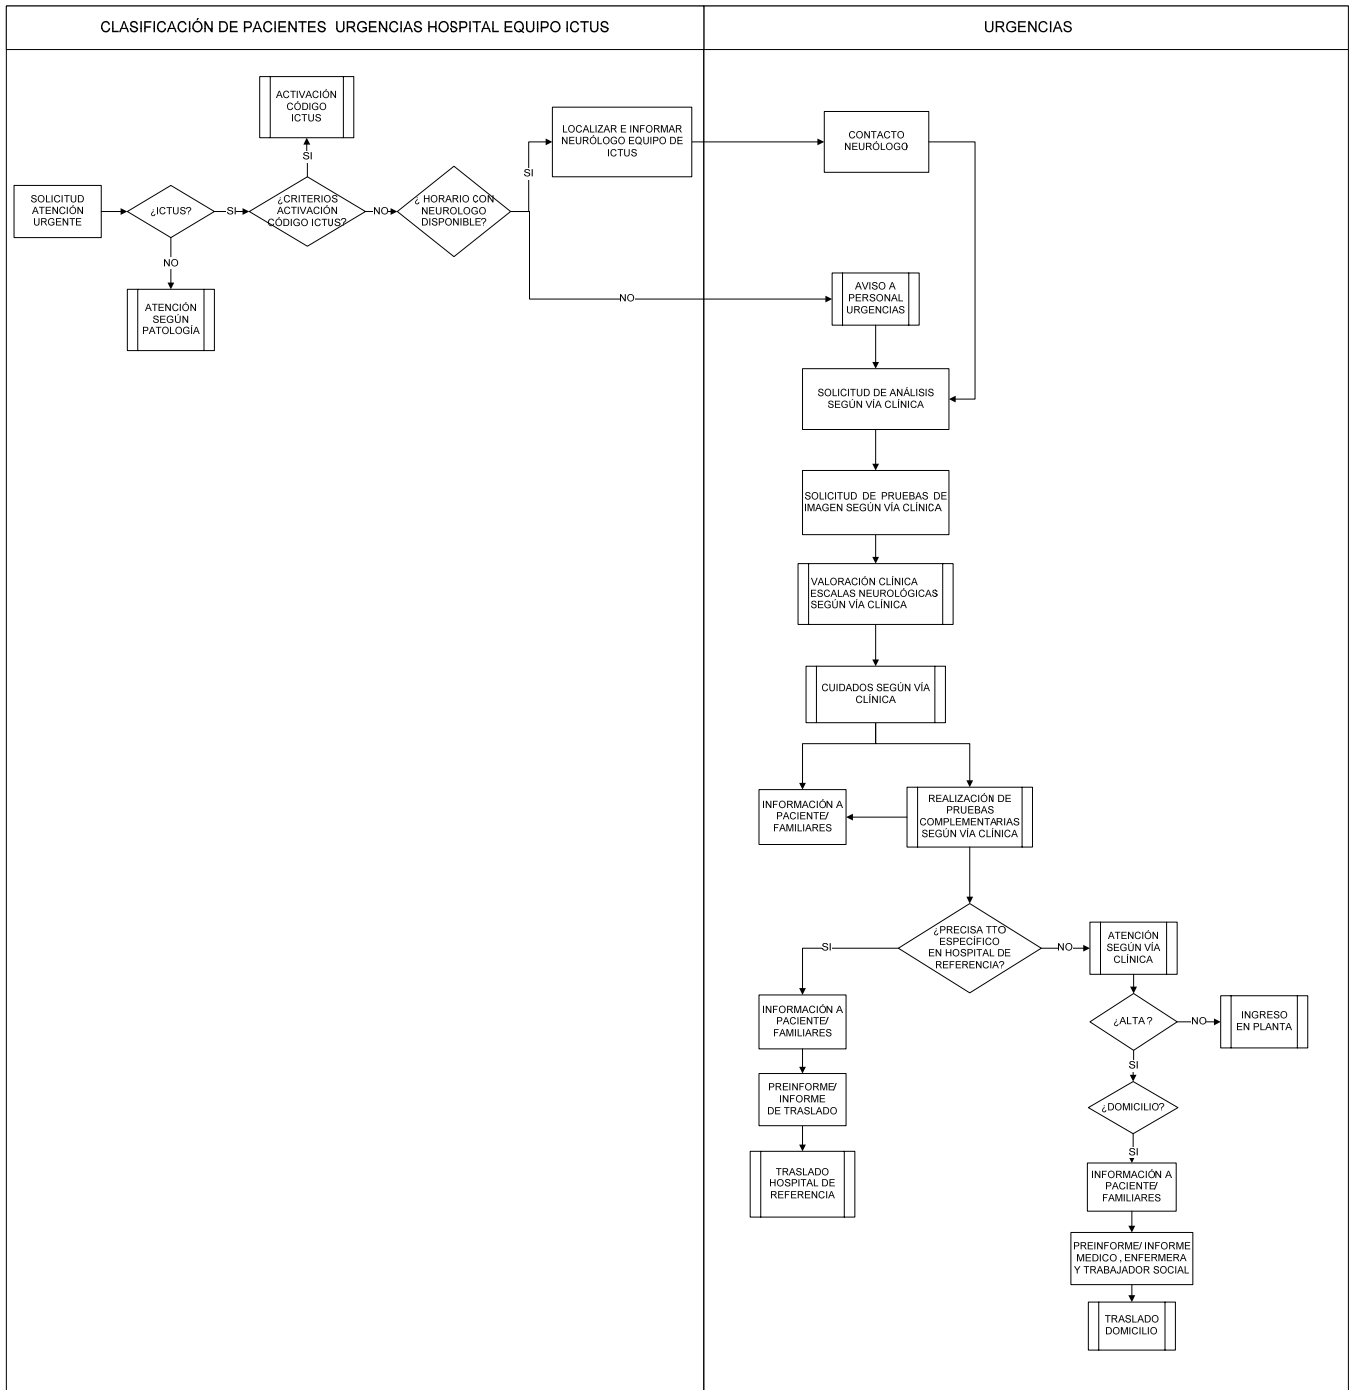 CLASIFICACIÓN DE PACIENTES URGENCIAS HOSPITAL EQUIPO ICTUS
URGENCIAS
ACTIVACIÓN
CÓDIGO
ICTUS
SI
SOLICITUD
ATENCIÓN
URGENTE
¿ICTUS?
SI
¿CRITERIOS
ACTIVACIÓN
CÓDIGO ICTUS?
NO
¿ HORARIO CON
NEUROLOGO
DISPONIBLE?
SI
LOCALIZAR E INFORMAR
NEURÓLOGO EQUIPO DE
ICTUS
CONTACTO
NEURÓLOGO
NO
ATENCIÓN
SEGÚN
PATOLOGÍA
NO
AVISO A
PERSONAL
URGENCIAS
SOLICITUD DE ANÁLISIS
SEGÚN VÍA CLÍNICA
SOLICITUD DE PRUEBAS DE
IMAGEN SEGÚN VÍA CLÍNICA
VALORACIÓN CLÍNICA
ESCALAS NEUROLÓGICAS
SEGÚN VÍA CLÍNICA
CUIDADOS SEGÚN VÍA
CLÍNICA
INFORMACIÓN A
PACIENTE/
FAMILIARES
REALIZACIÓN DE
PRUEBAS
COMPLEMENTARIAS
SEGÚN VÍA CLÍNICA
¿PRECISA TTO
ESPECÍFICO
EN HOSPITAL DE
REFERENCIA?
SI
NO
ATENCIÓN
SEGÚN VÍA
CLÍNICA
INFORMACIÓN A
PACIENTE/
FAMILIARES
¿ALTA ?
NO
INGRESO
EN PLANTA
SI
PREINFORME/
INFORME
DE TRASLADO
¿DOMICILIO?
SI
TRASLADO
HOSPITAL DE
REFERENCIA
INFORMACIÓN A
PACIENTE/
FAMILIARES
PREINFORME/ INFORME
MEDICO , ENFERMERA
Y TRABAJADOR SOCIAL
TRASLADO
DOMICILIO